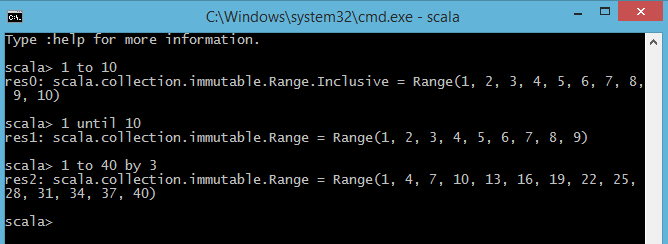 C:\Windows\system32\cmd.exe - scala
Type :help for more information.
scala> 1 to 10
res0: scala.collection.immutable.Range.Inclusive = Range(1, 2, 3, 4, 5, 6, 7, 8,
 9, 10)
scala> 1 until 10
res1: scala.collection.immutable.Range = Range(1, 2, 3, 4, 5, 6, 7, 8, 9)
scala> 1 to 40 by 3
res2: scala.collection.immutable.Range = Range(1, 4, 7, 10, 13, 16, 19, 22, 25,
28, 31, 34, 37, 40)
scala>